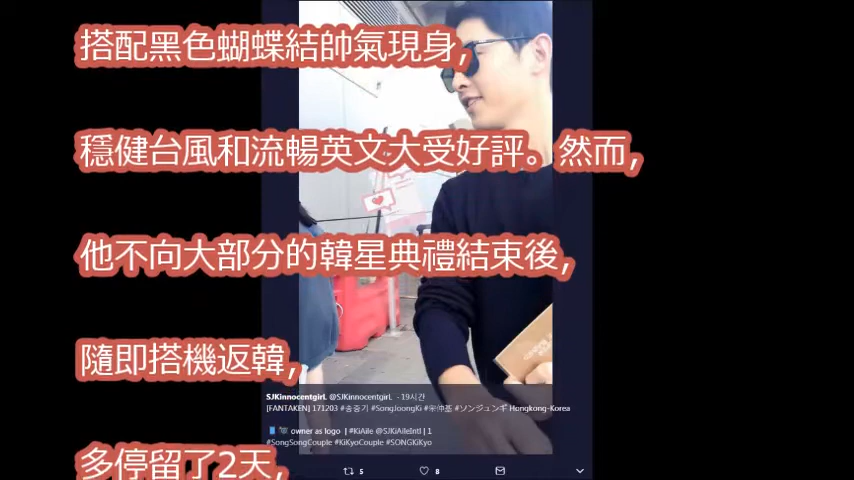 搭配黑色蝴蝶結帥氣現身,
穩健台風和流暢英文大受好評。然而,
他不向大部分的韓星典禮結束後,
隨即搭機返韓,
SJKinnocentgirL @SJKinnocentgirL · 19시간
[FANTAKEN] 171203 #송중기 #SongJoongKi #宋仲基 #ソンジュンギ Hongkong-Korea
owner as logo | #KiAile @SJKiAileIntl | 1
#SongSongCouple #KiKyoCouple #SONGKiKyo
多停留了2天,
5 8